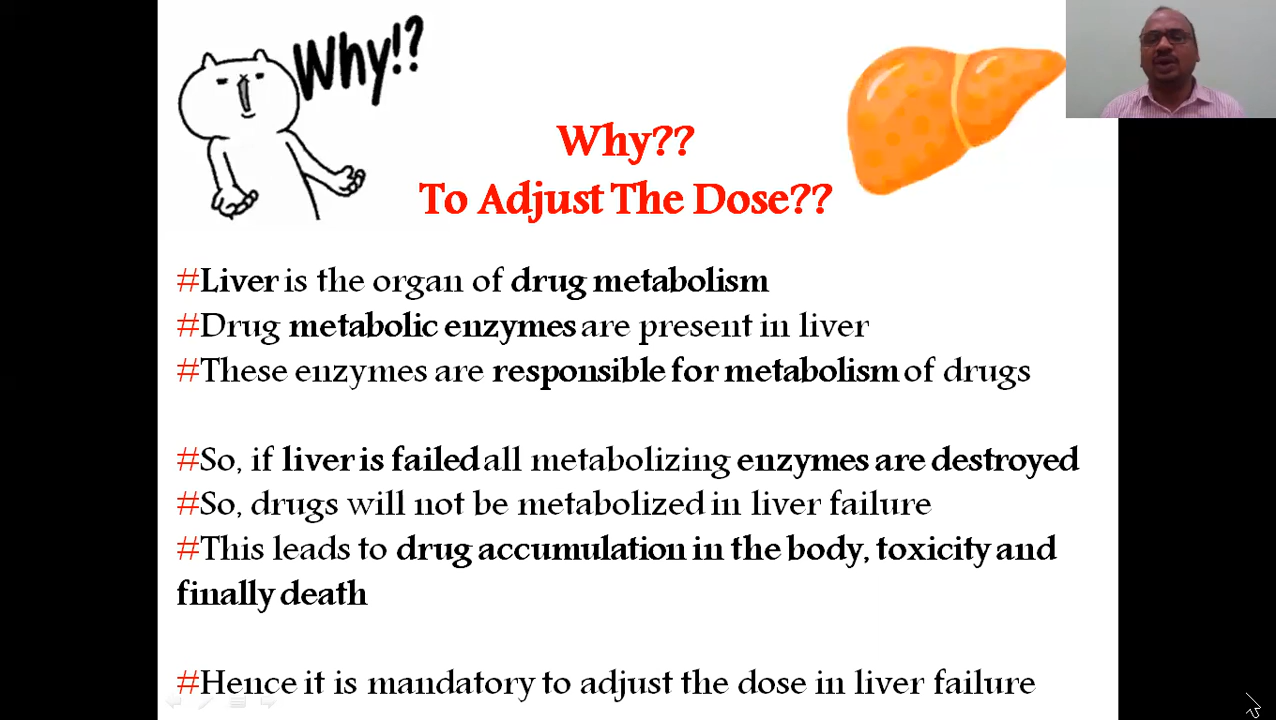 Why!?
Why??
To Adjust The Dose??
#Liver is the organ of drug metabolism
#Drug metabolic enzymes are present in liver
#These enzymes are responsible for metabolism of drugs
#So, if liver is failed all metabolizing enzymes are destroyed
#So, drugs will not be metabolized in liver failure
#This leads to drug accumulation in the body, toxicity and
finally death
#Hence it is mandatory to adjust the dose in liver failure